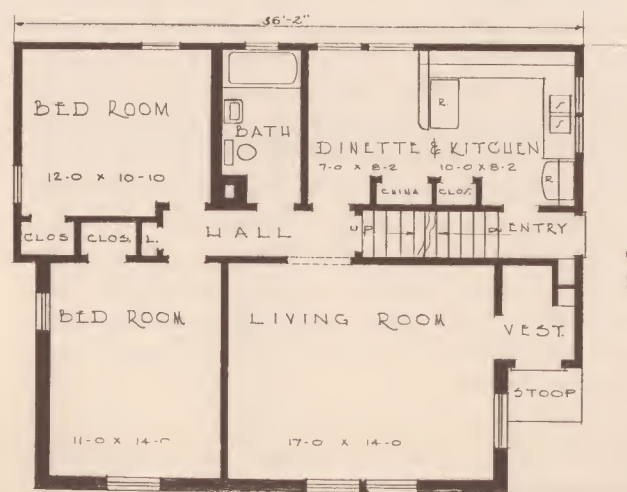 36'-2"
BED ROOM
12-0 X 10-10
BATH
R.
DINETTE & KITCHEN
7-0 X 8-2 10-0 X 8-2
CHINA
CLOS.
R
CLOS
CLOS.
L.
HALL
UP
ENTRY
BED ROOM
11-0 X 14-0
LIVING ROOM
17-0 X 14-0
VEST.
STOOP